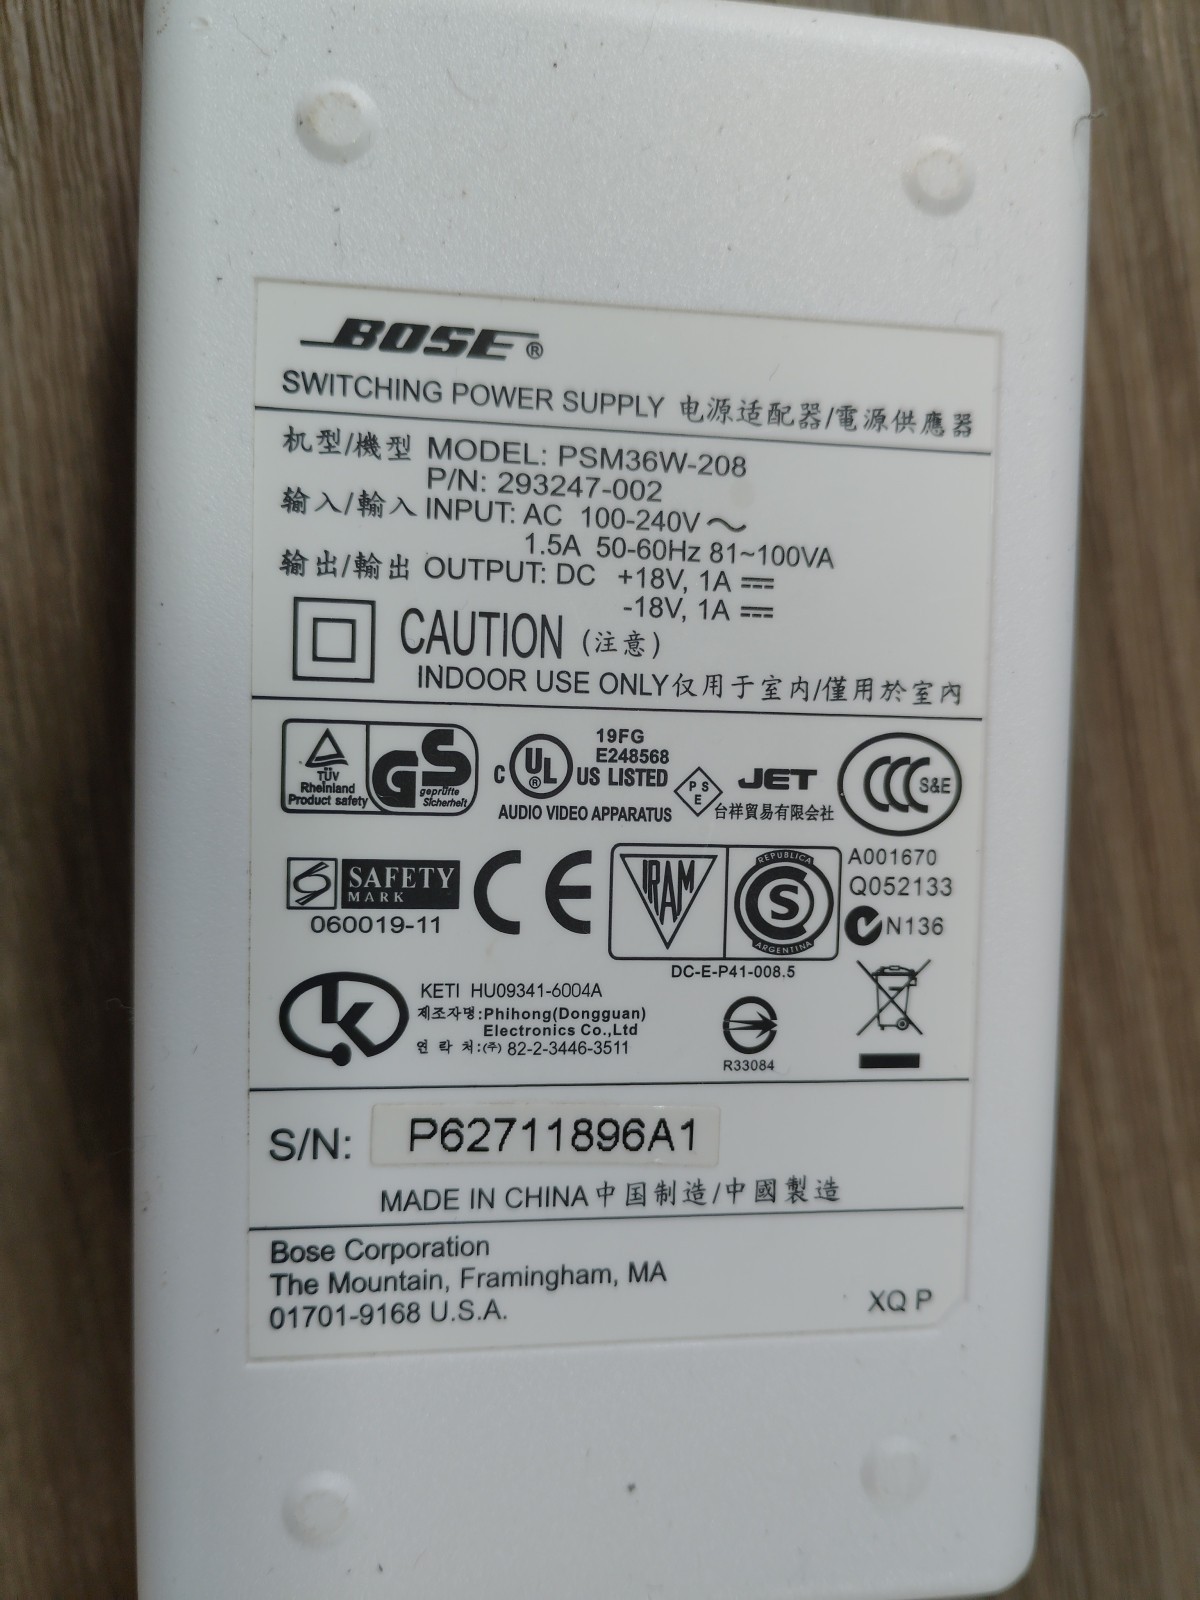 BOSE®
SWITCHING POWER SUPPLY 电源适配器/電源供應器
机型/機型 MODEL: PSM36W-208
P/N: 293247-002
输入/輸入 INPUT: AC 100-240V ～
1.5A 50-60Hz 81~100VA
输出/輸出 OUTPUT: DC +18V, 1A ⎓
-18V, 1A ⎓
CAUTION (注意)
INDOOR USE ONLY 仅用于室内/僅用於室內
TÜV
Rheinland
Product safety
GS
geprüfte
Sicherheit
C UL® US LISTED
19FG
E248568
AUDIO VIDEO APPARATUS
PSE
JET
台祥貿易有限会社
CCC S&E
SAFETY
MARK
060019-11
CE
IRAM
REPUBLICA
S
ARGENTINA
DC-E-P41-008.5
A001670
Q052133
N136
K
KETI HU09341-6004A
제조자명:Phihong(Dongguan)
Electronics Co.,Ltd
연 락 처:(주) 82-2-3446-3511
R33084
S/N: P62711896A1
MADE IN CHINA 中国制造/中國製造
Bose Corporation
The Mountain, Framingham, MA
01701-9168 U.S.A.
XQ P